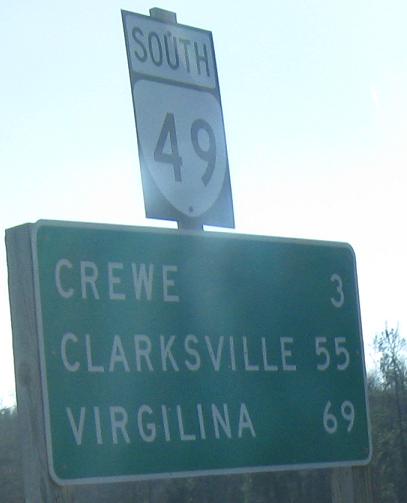 SOUTH
49
CREWE 3
CLARKSVILLE 55
VIRGILINA 69